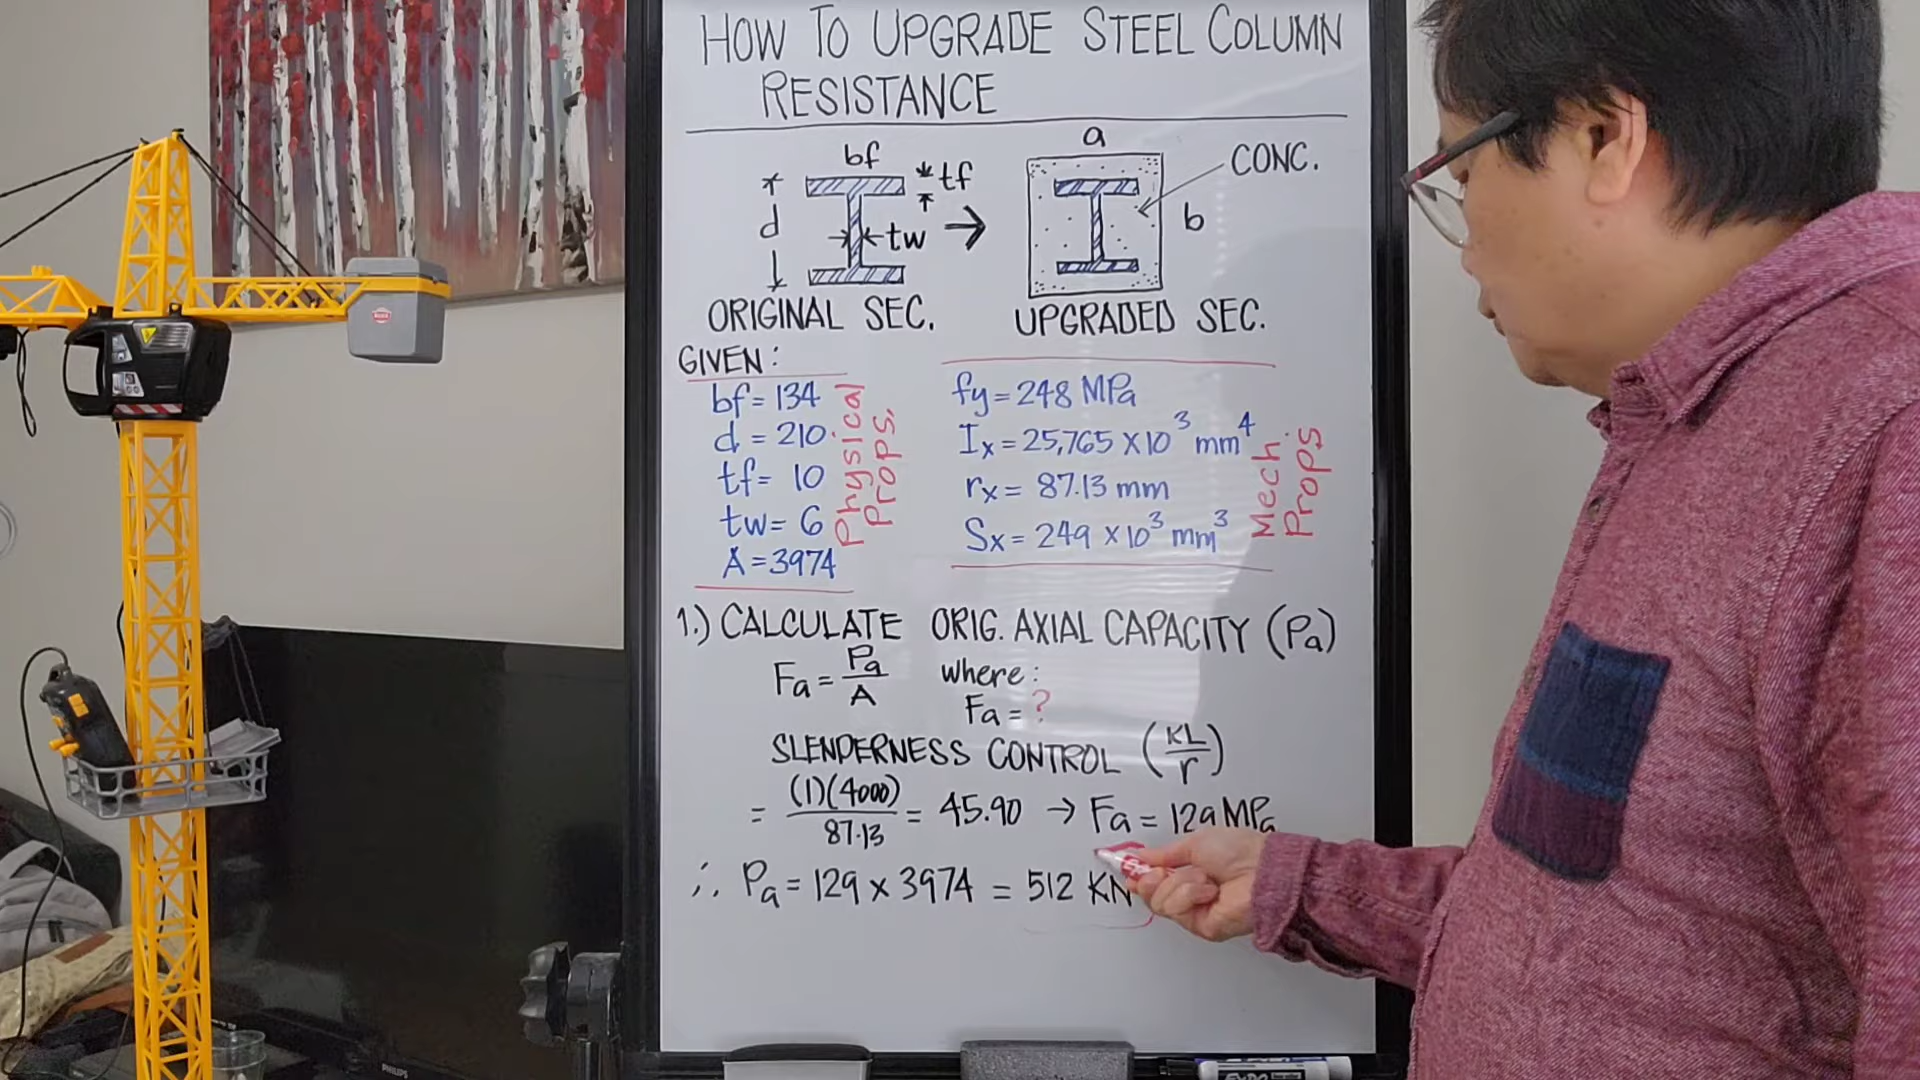 HOW TO UPGRADE STEEL COLUMN
RESISTANCE
bf
tf
d
tw
ORIGINAL SEC.
a
CONC.
b
UPGRADED SEC.
GIVEN:
bf = 134
d = 210
tf = 10
tw = 6
A = 3974
Physical
Props.
fy = 248 MPa
Ix = 25,765 x 10³ mm⁴
rx = 87.13 mm
Sx = 249 x 10³ mm³
Mech.
Props
1.) CALCULATE ORIG. AXIAL CAPACITY (Pa)
Fa = Pa/A where:
Fa = ?
SLENDERNESS CONTROL (KL/r)
= (1)(4000)/87.13 = 45.90 → Fa = 129 MPa
∴ Pa = 129 x 3974 = 512 KN
PHILIPS
EXPO